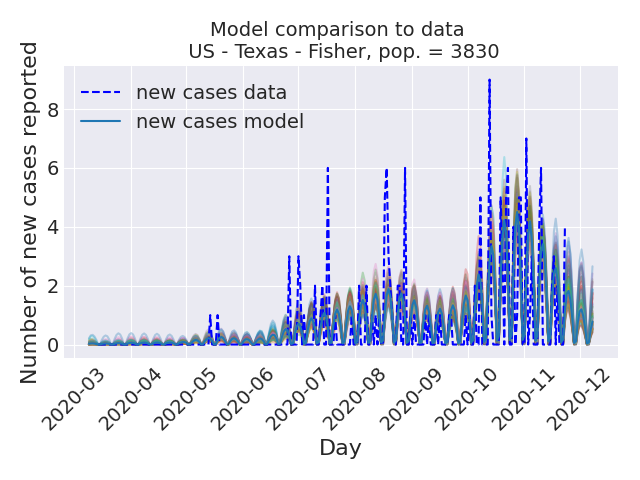 Model comparison to data
US - Texas - Fisher, pop. = 3830
Number of new cases reported
8
6
4
2
0
new cases data
new cases model
2020-03
2020-04
2020-05
2020-06
2020-07
2020-08
2020-09
2020-10
2020-11
2020-12
Day